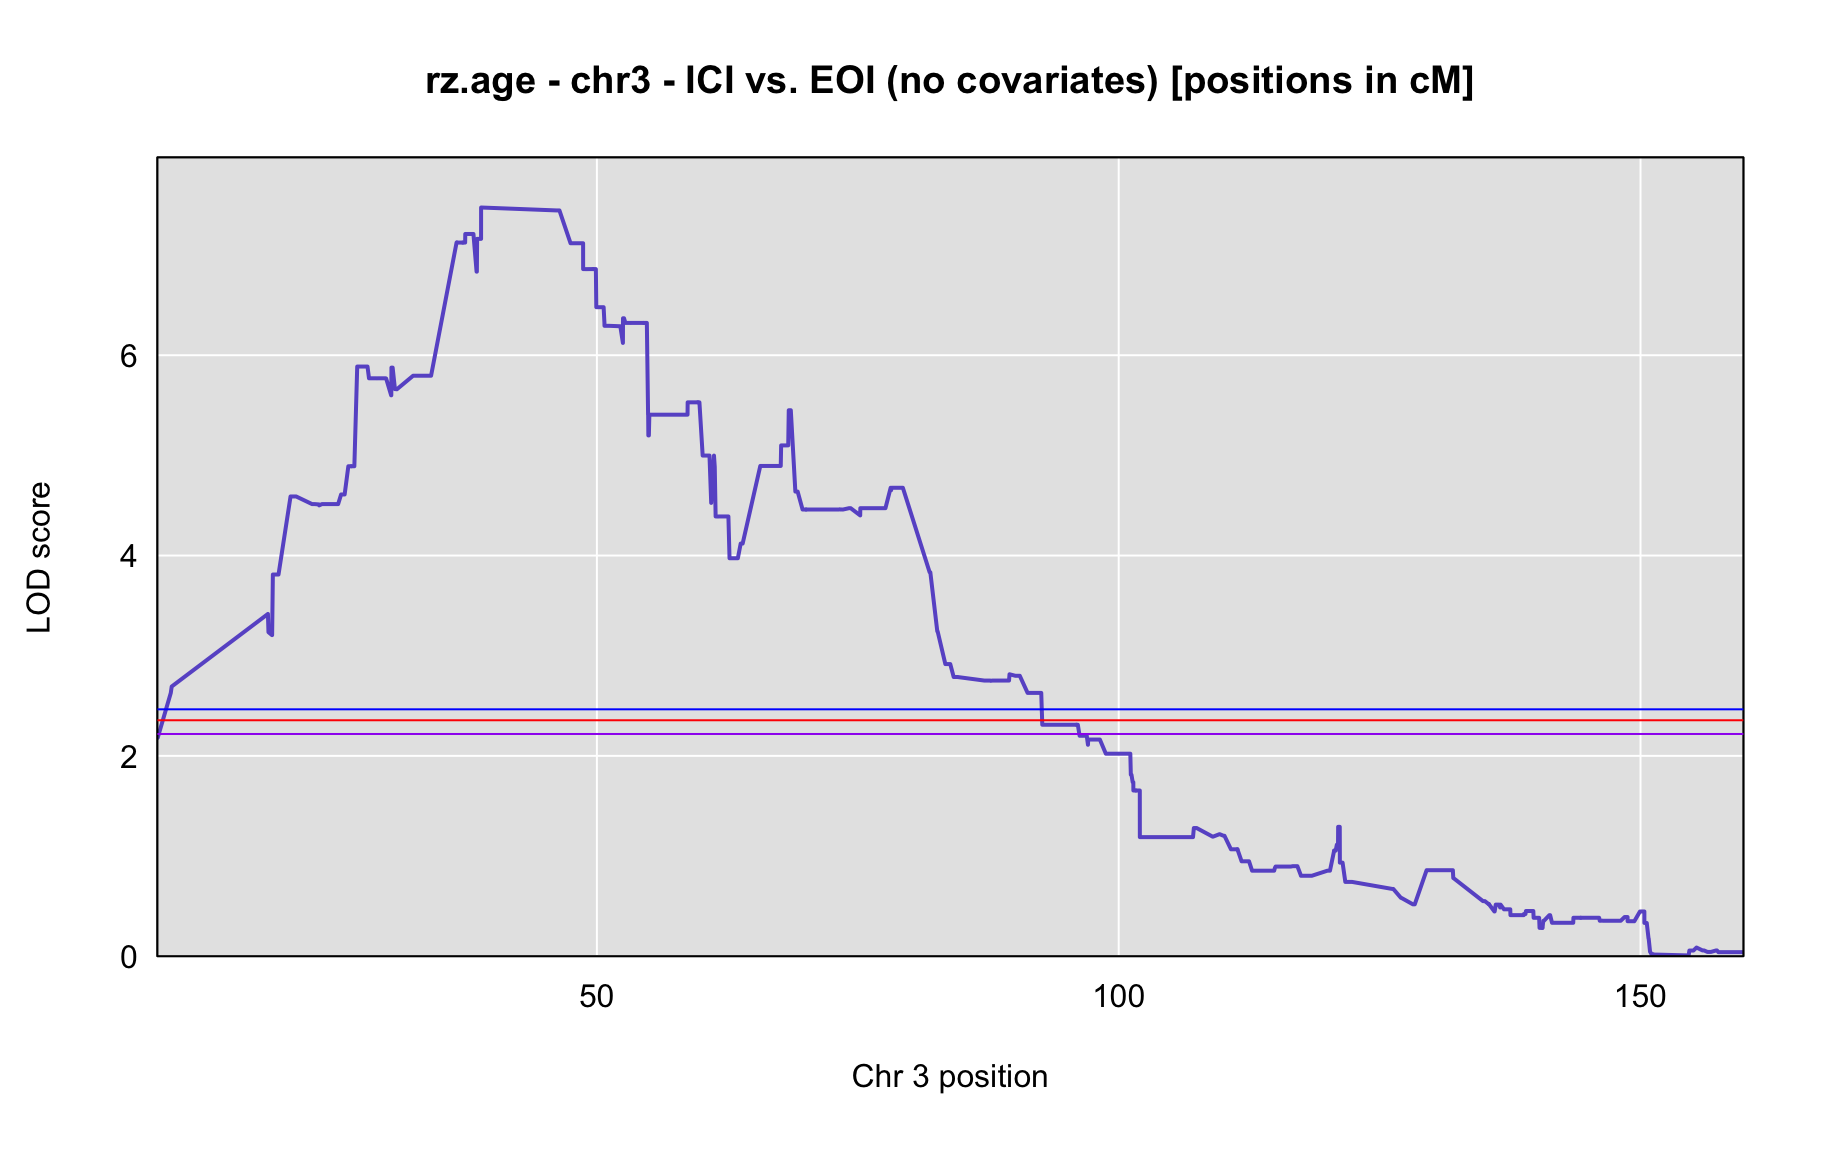 rz.age - chr3 - ICI vs. EOI (no covariates) [positions in cM]
LOD score
6
4
2
0
50
100
150
Chr 3 position